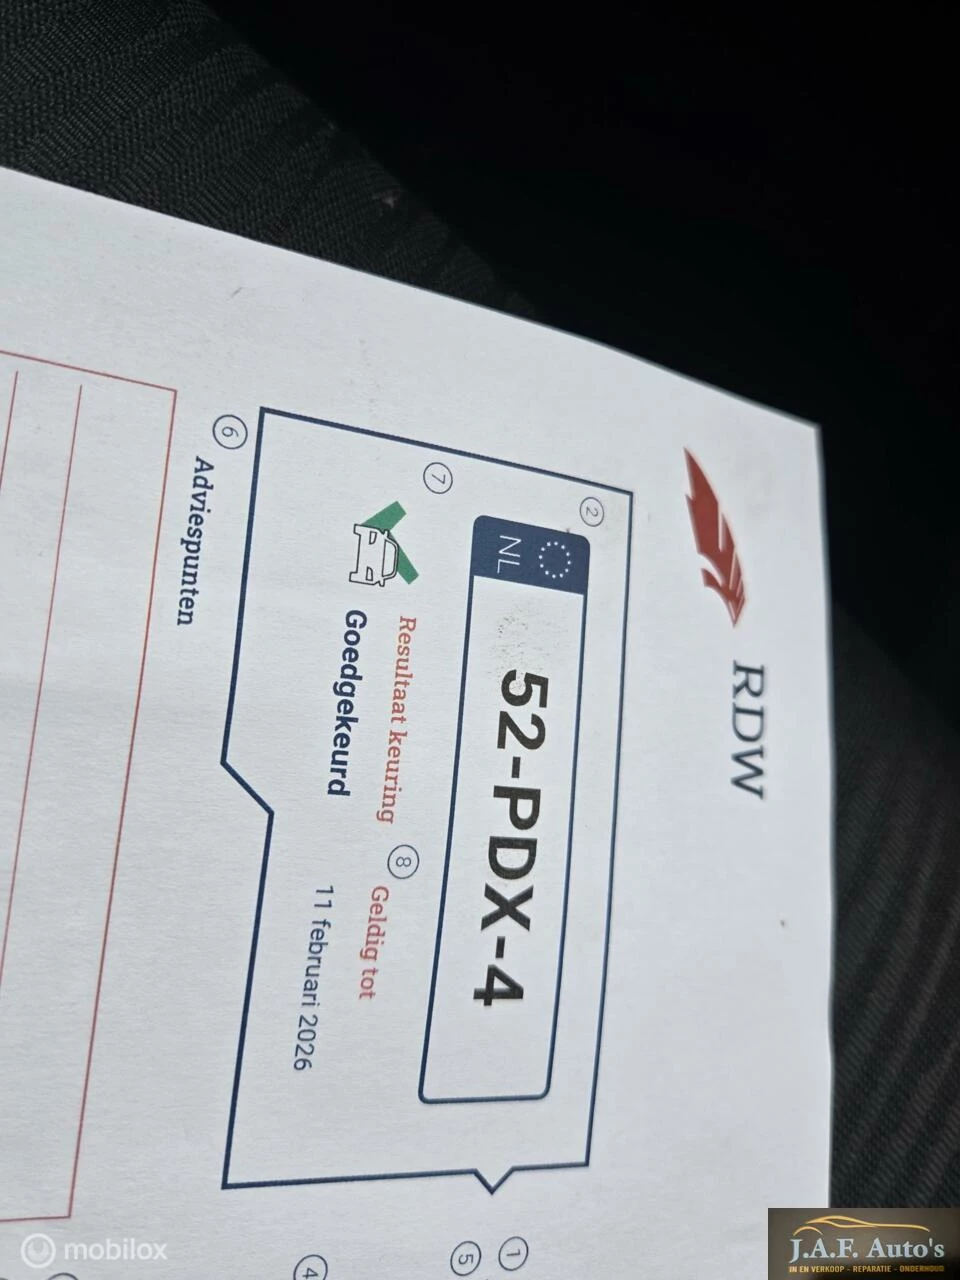 RDW
②
NL
52-PDX-4
⑦
Resultaat keuring
Goedgekeurd
⑧
Geldig tot
11 februari 2026
⑥ Adviespunten
①
⑤
④
mobilox
J.A.F. Auto's
IN EN VERKOOP - REPARATIE - ONDERHOUD